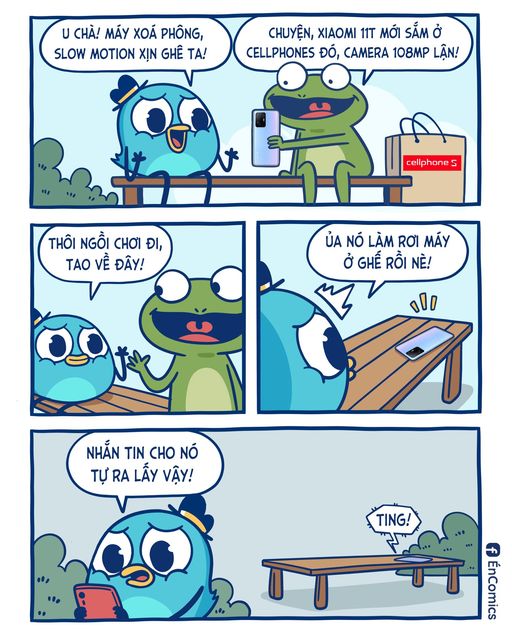 U CHÀ! MÁY XOÁ PHÔNG,
SLOW MOTION XỊN GHÊ TA!
CHUYỆN, XIAOMI 11T MỚI SẮM Ở
CELLPHONES ĐÓ, CAMERA 108MP LẬN!
cellphone S
THÔI NGỒI CHƠI ĐI,
TAO VỀ ĐÂY!
ỦA NÓ LÀM RƠI MÁY
Ở GHẾ RỒI NÈ!
NHẮN TIN CHO NÓ
TỰ RA LẤY VẬY!
TING!
ÉnComics